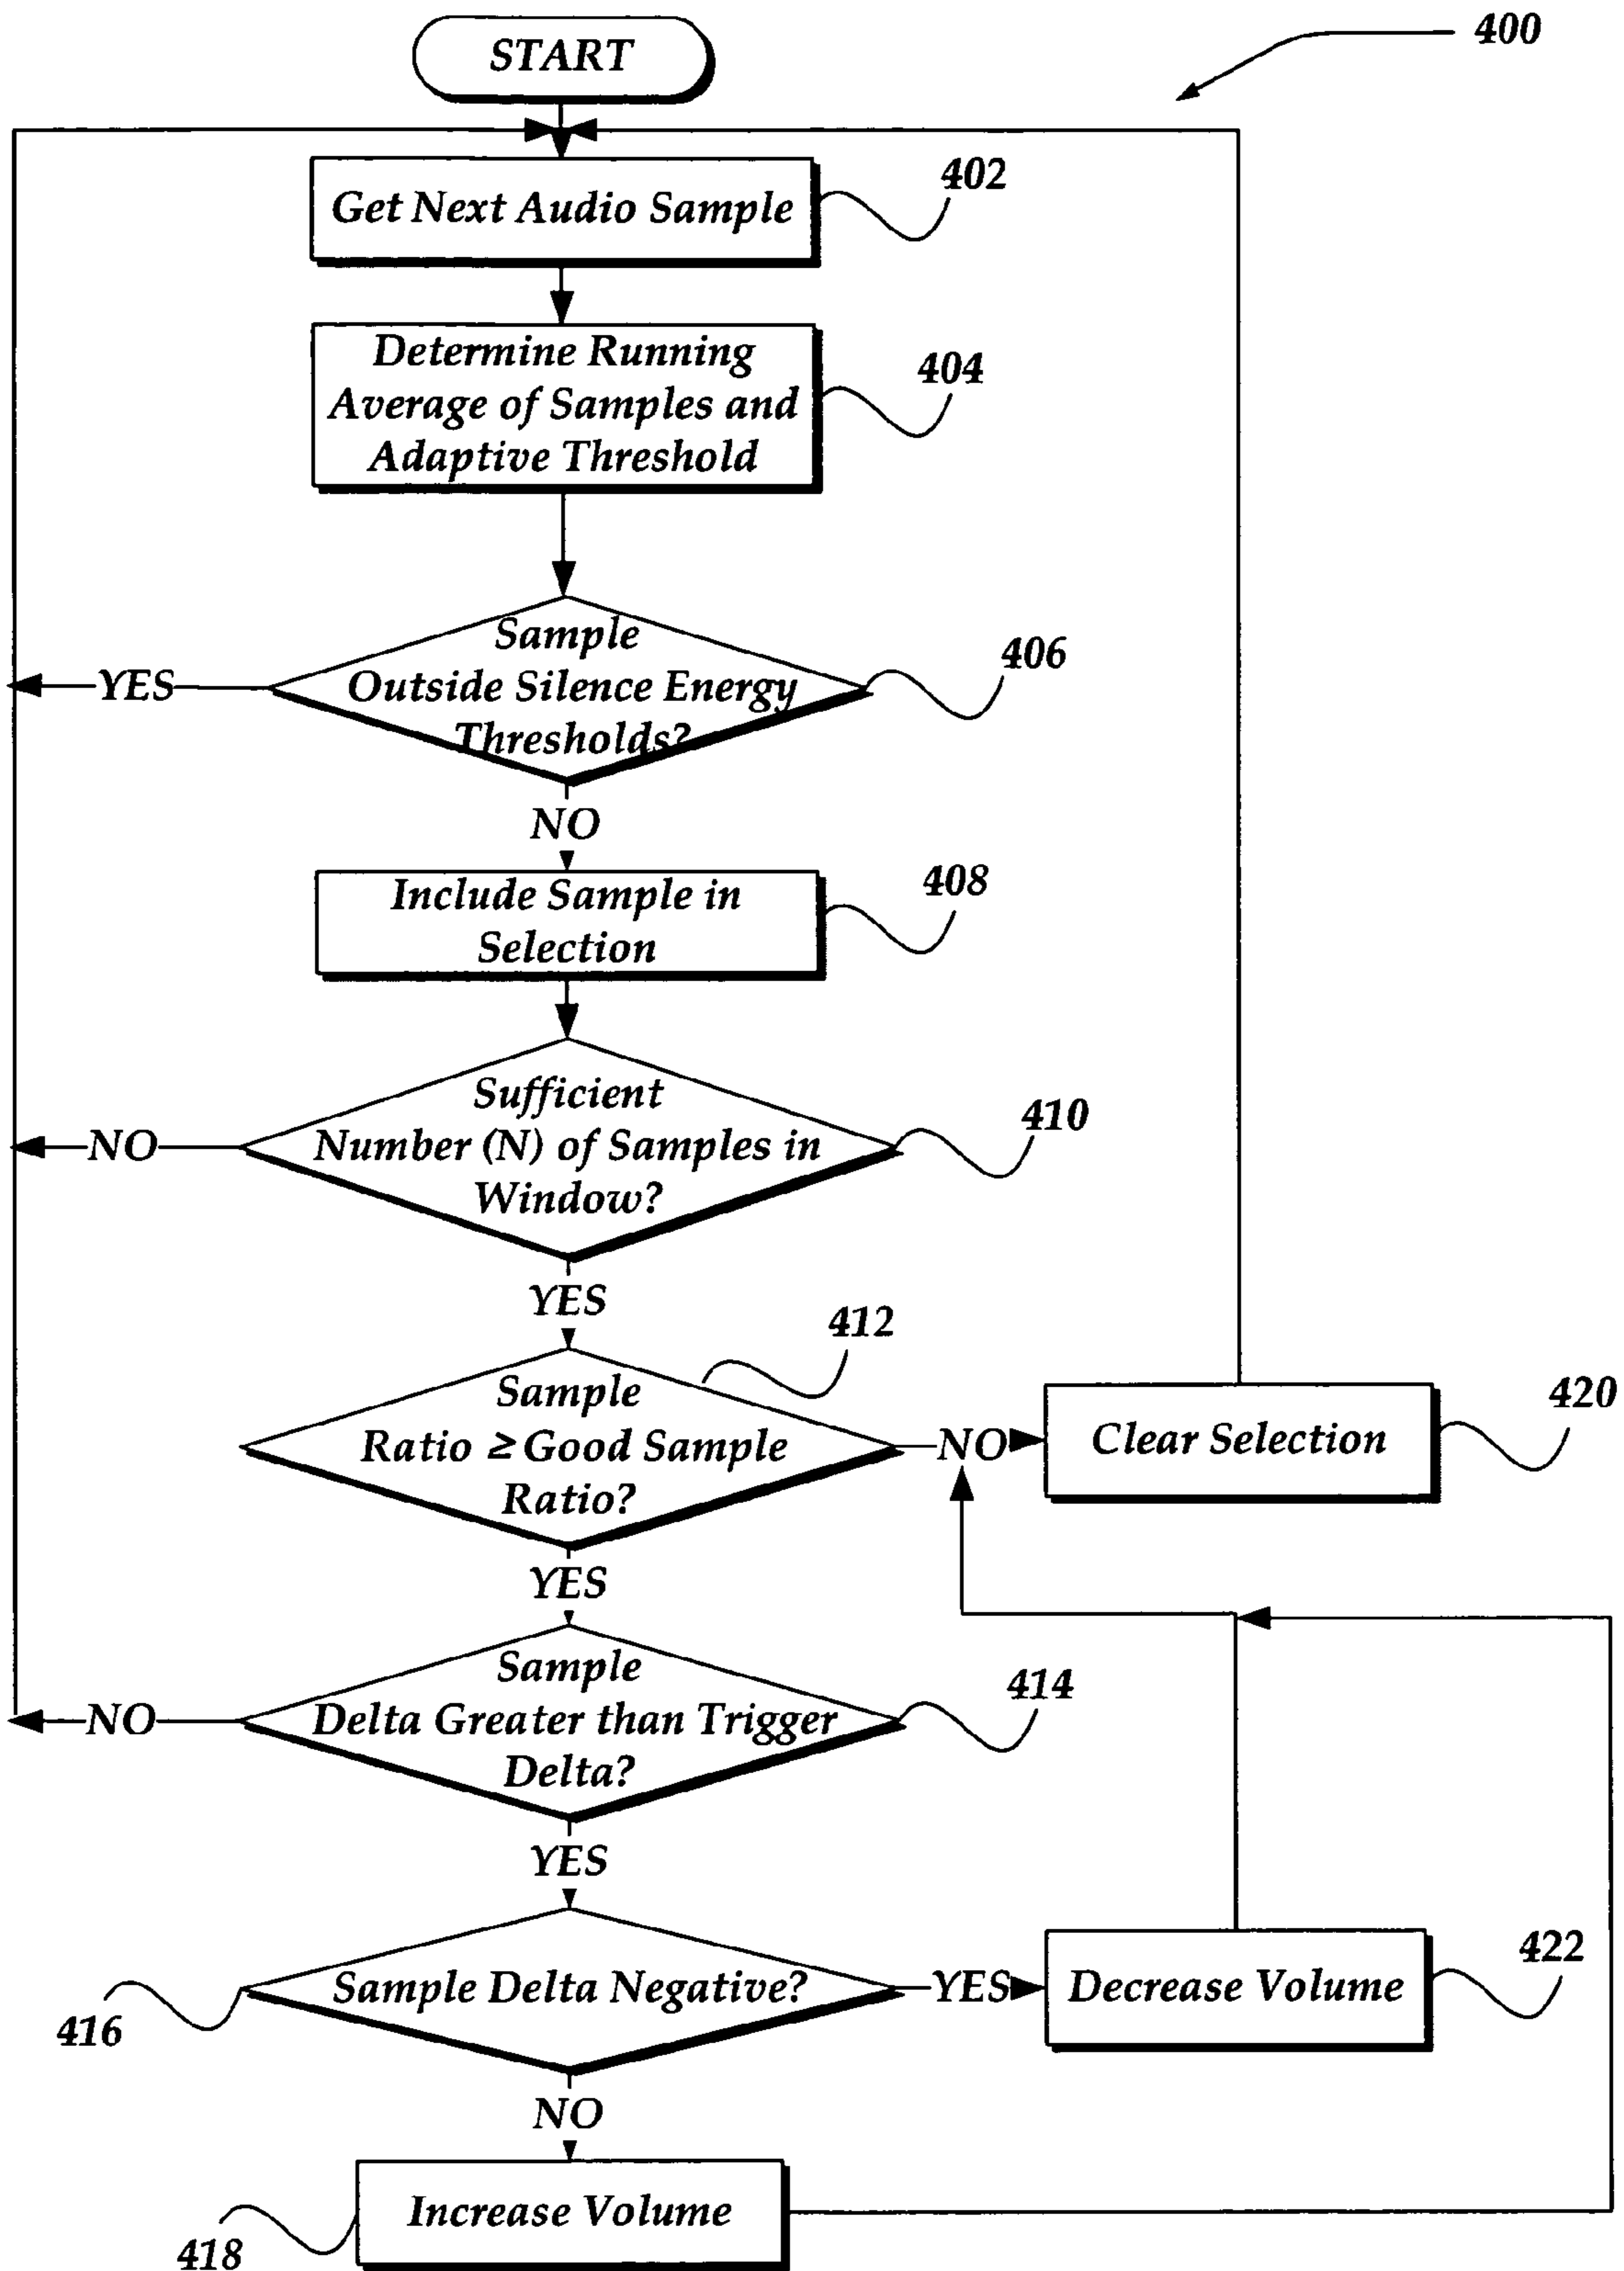 START
400
Get Next Audio Sample
402
Determine Running
Average of Samples and
Adaptive Threshold
404
Sample
Outside Silence Energy
Thresholds?
406
YES
NO
Include Sample in
Selection
408
Sufficient
Number (N) of Samples in
Window?
410
NO
YES
412
Sample
Ratio ≥ Good Sample
Ratio?
NO
Clear Selection
420
YES
Sample
Delta Greater than Trigger
Delta?
414
NO
YES
Sample Delta Negative?
416
YES
Decrease Volume
422
NO
Increase Volume
418